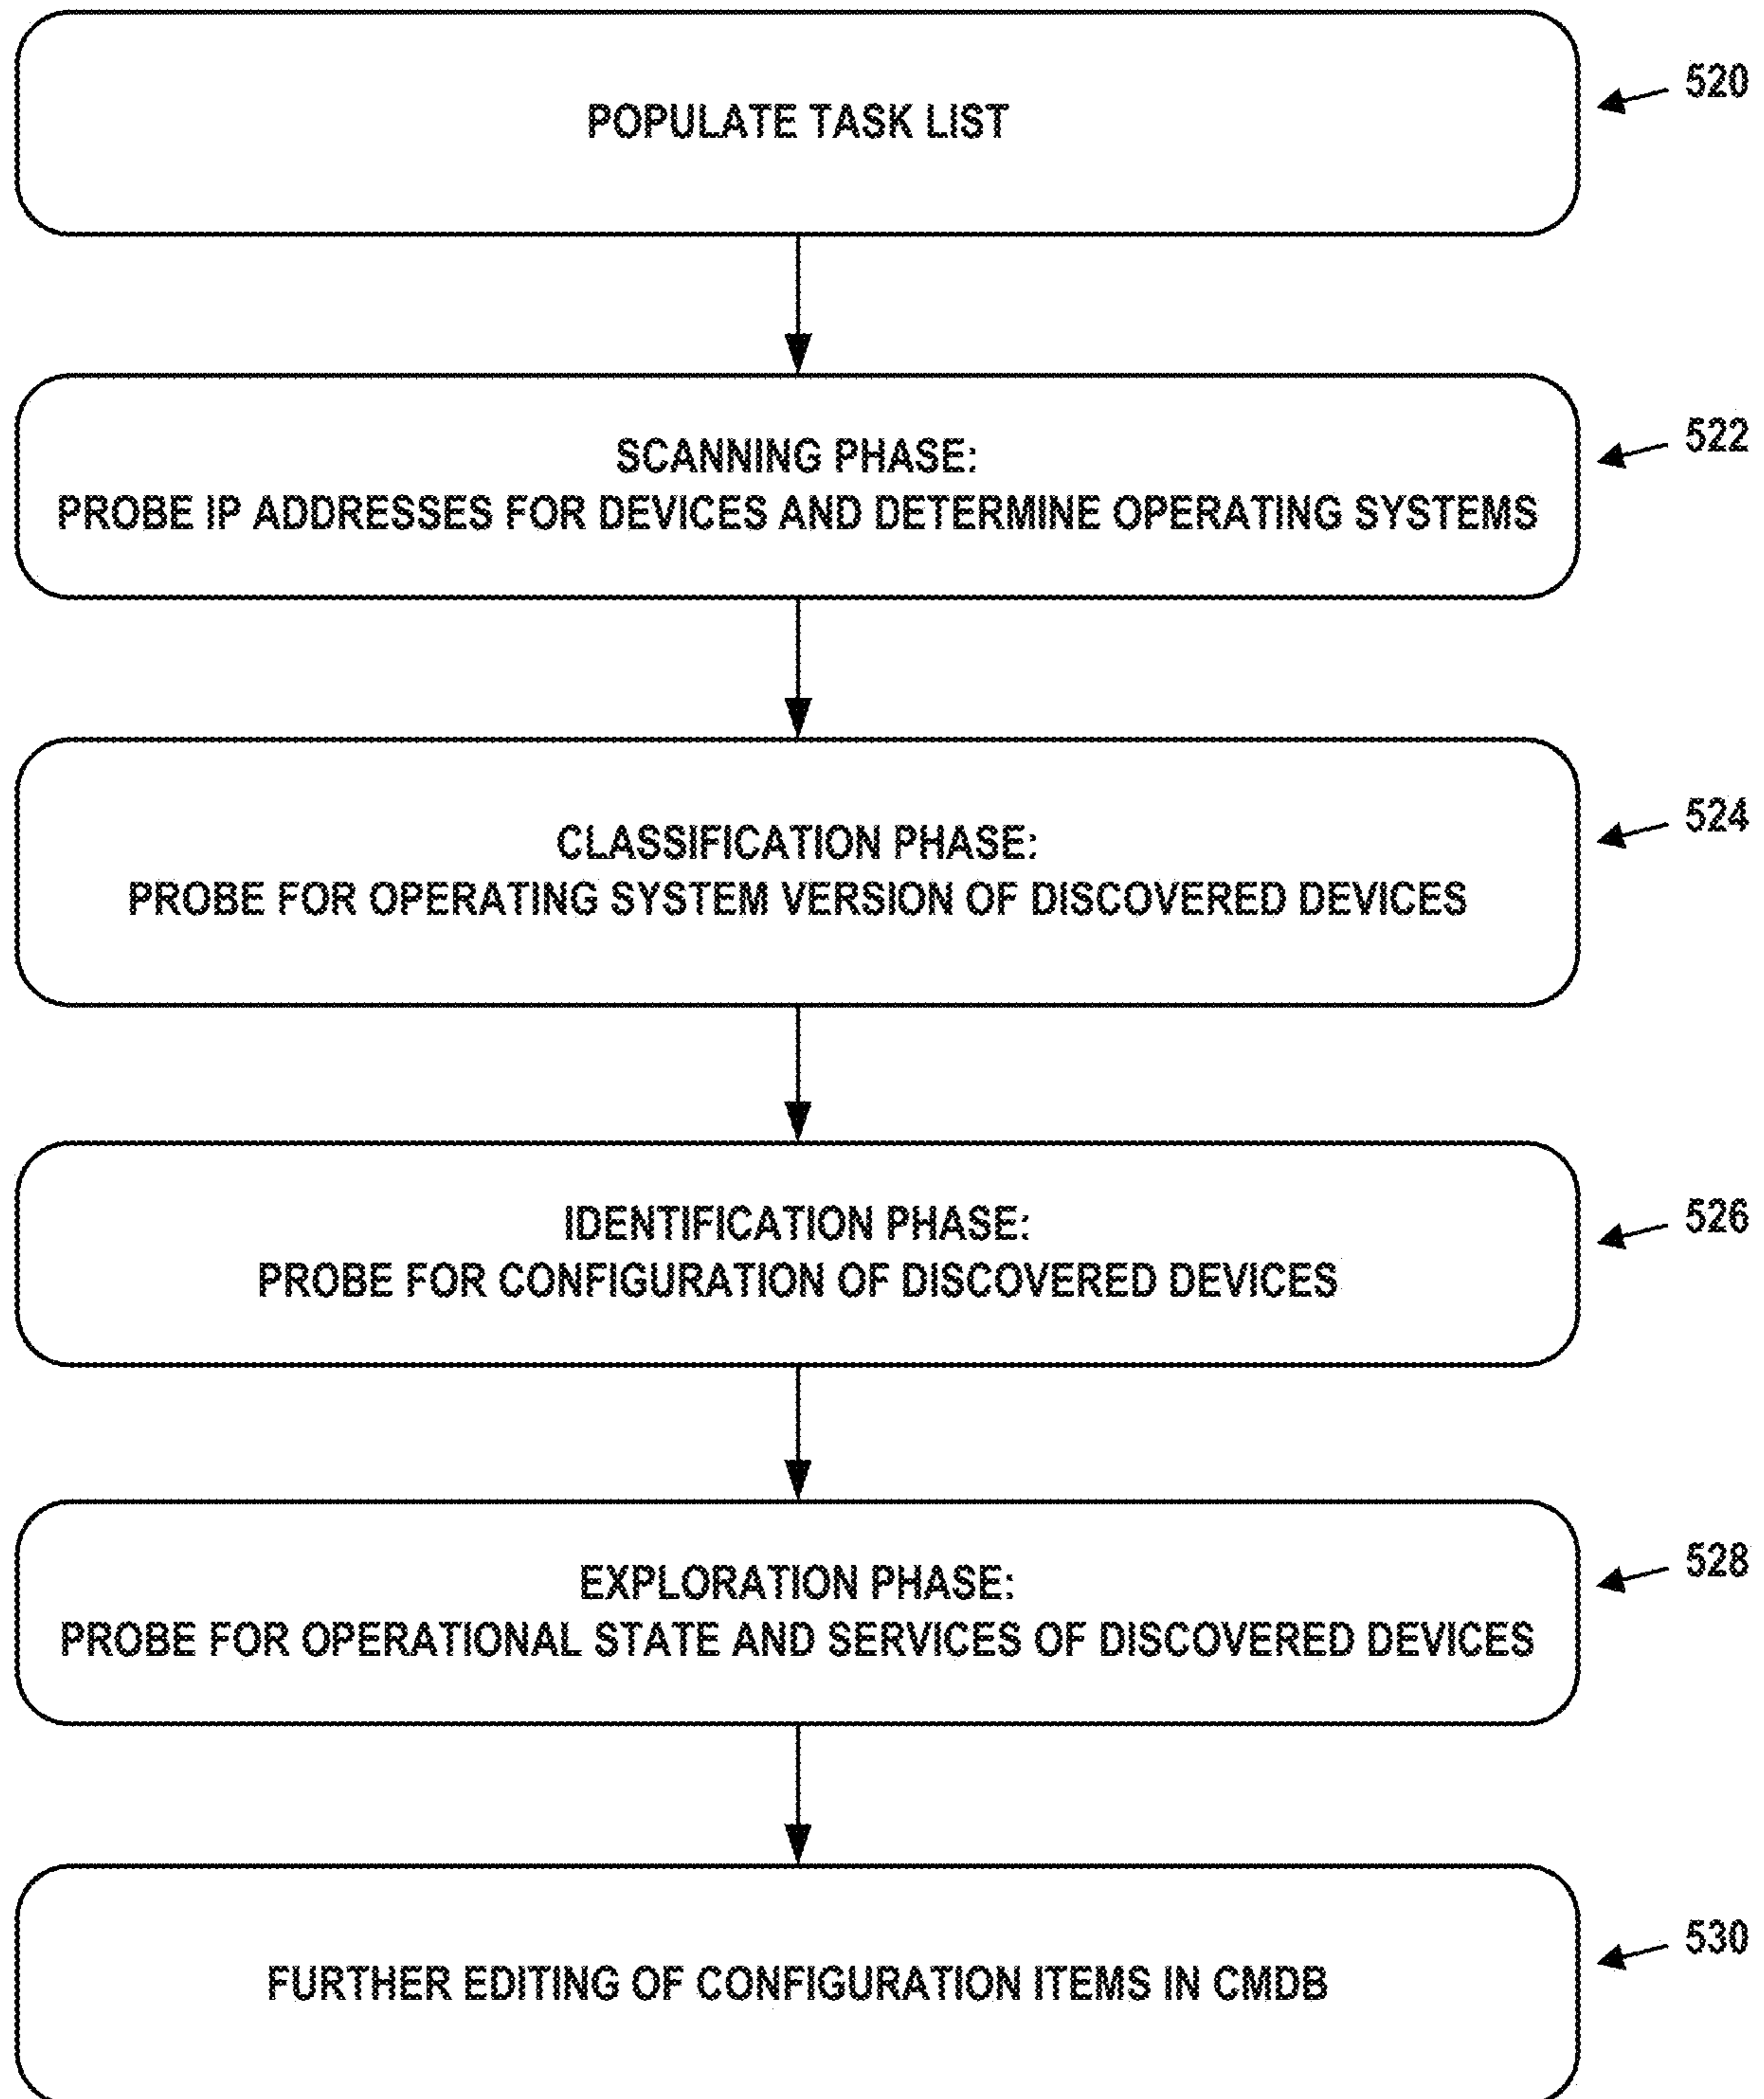 POPULATE TASK LIST
520
SCANNING PHASE:
PROBE IP ADDRESSES FOR DEVICES AND DETERMINE OPERATING SYSTEMS
522
CLASSIFICATION PHASE:
PROBE FOR OPERATING SYSTEM VERSION OF DISCOVERED DEVICES
524
IDENTIFICATION PHASE:
PROBE FOR CONFIGURATION OF DISCOVERED DEVICES
526
EXPLORATION PHASE:
PROBE FOR OPERATIONAL STATE AND SERVICES OF DISCOVERED DEVICES
528
FURTHER EDITING OF CONFIGURATION ITEMS IN CMDB
530